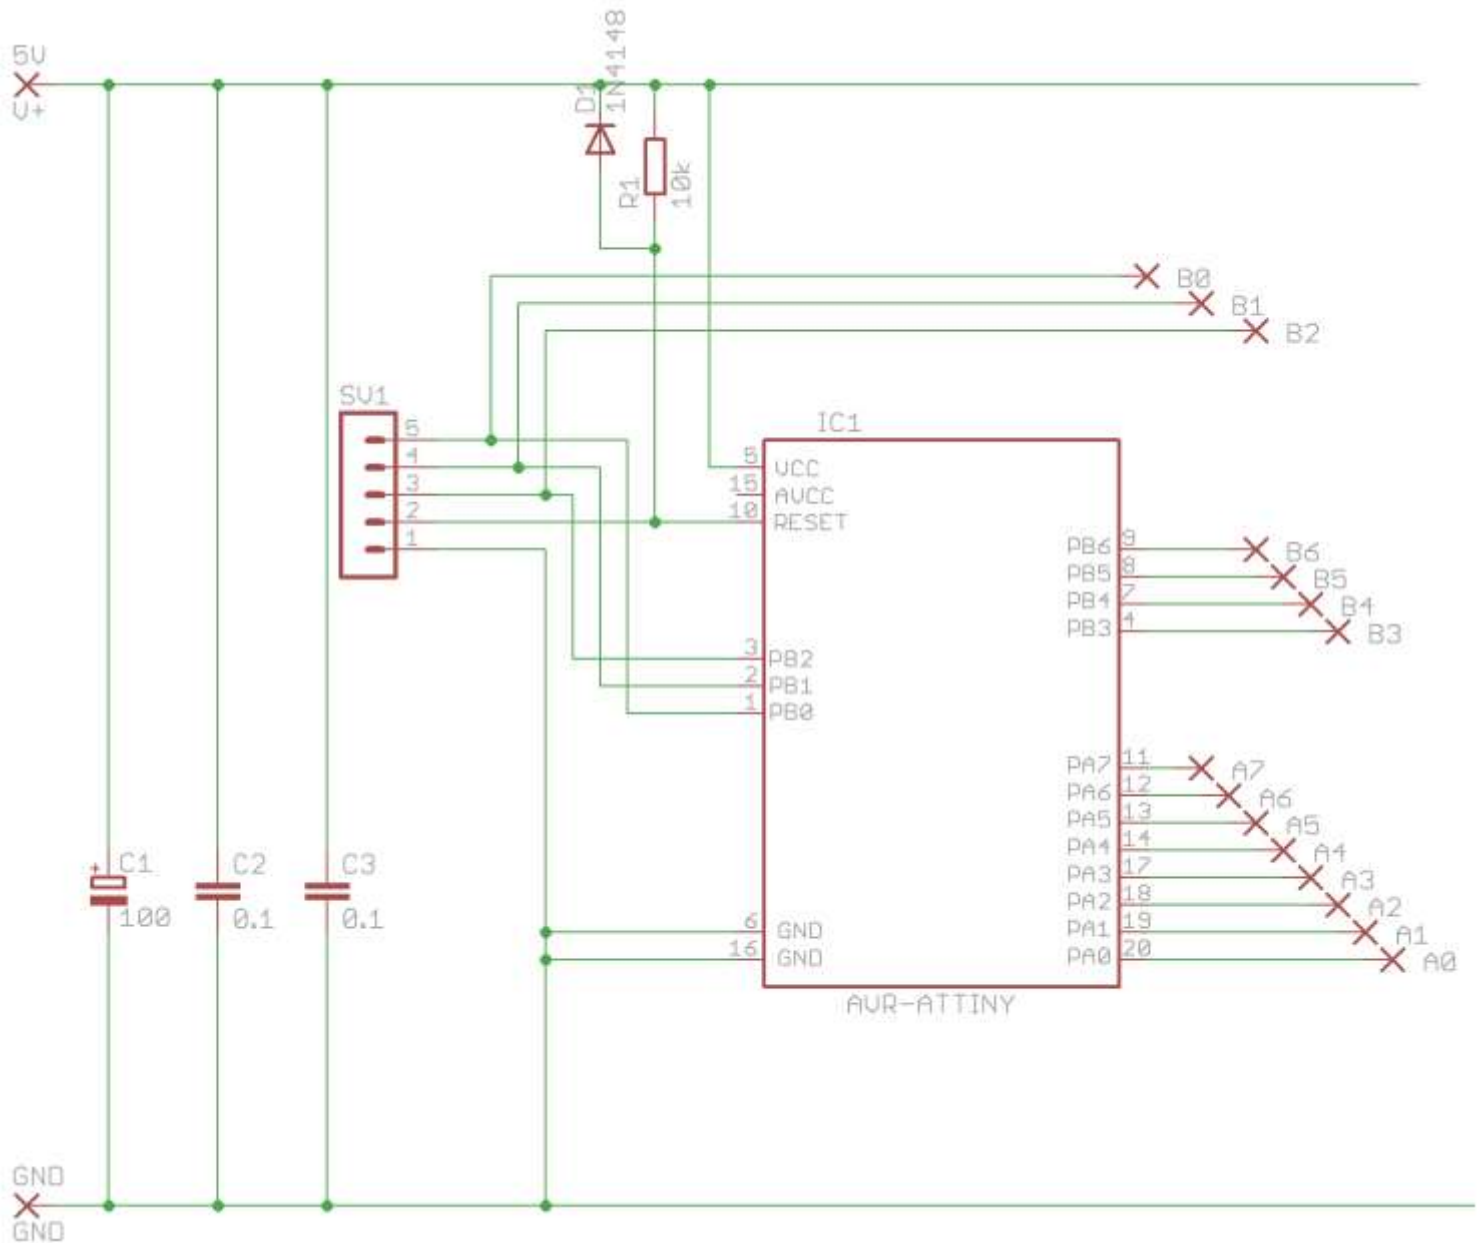 5V
V+
D1
1N4148
R1
10k
B0
B1
B2
SV1
5
4
3
2
1
IC1
5 VCC
15 AVCC
10 RESET
PB6 9 B6
PB5 8 B5
PB4 7 B4
PB3 4 B3
3 PB2
2 PB1
1 PB0
PA7 11 A7
PA6 12 A6
PA5 13 A5
PA4 14 A4
PA3 17 A3
PA2 18 A2
PA1 19 A1
PA0 20 A0
6 GND
16 GND
AVR-ATTINY
+ C1
100
C2
0.1
C3
0.1
GND
GND